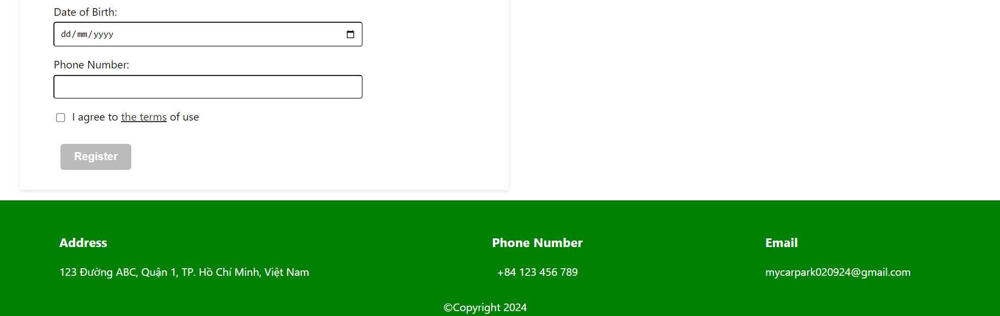 Date of Birth:
dd/mm/yyyy
Phone Number:
I agree to the terms of use
Register
Address
123 Đường ABC, Quận 1, TP. Hồ Chí Minh, Việt Nam
Phone Number
+84 123 456 789
Email
mycarpark020924@gmail.com
©Copyright 2024